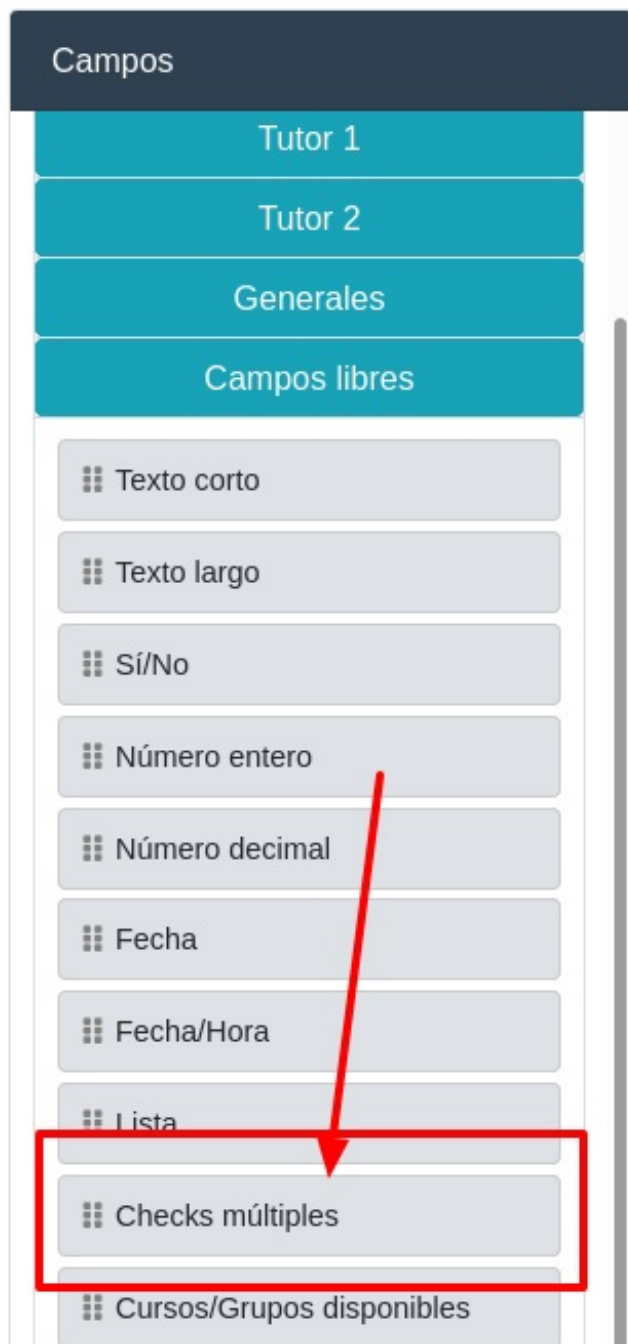 Campos
Tutor 1
Tutor 2
Generales
Campos libres
Texto corto
Texto largo
Sí/No
Número entero
Número decimal
Fecha
Fecha/Hora
Lista
Checks múltiples
Cursos/Grupos disponibles